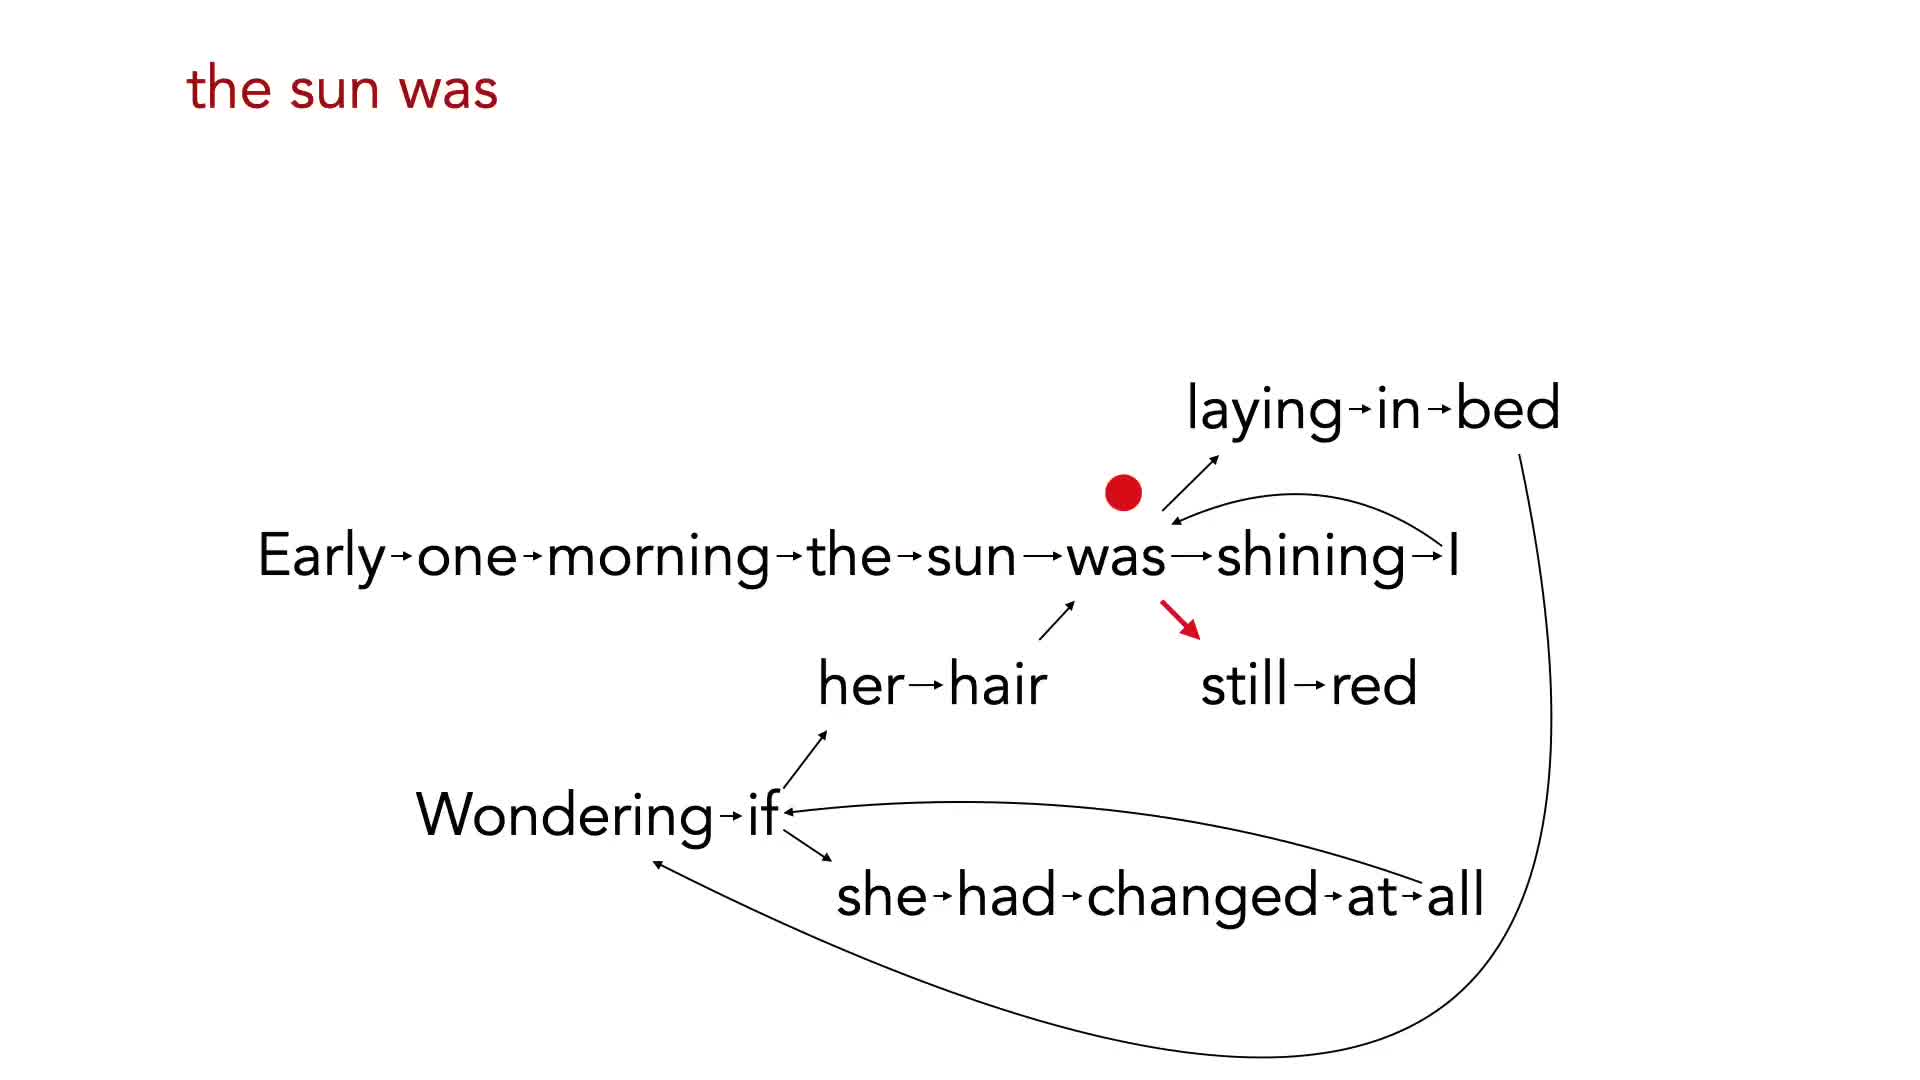 the sun was
laying in bed
Early one morning the sun was shining I
her hair still red
Wondering if
she had changed at all